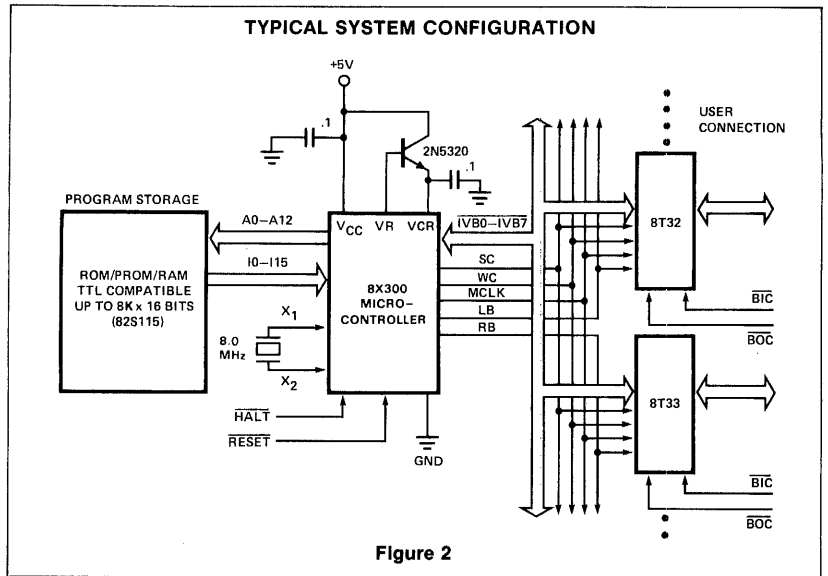 TYPICAL SYSTEM CONFIGURATION
+5V
.1
2N5320
.1
USER
CONNECTION
PROGRAM STORAGE
ROM/PROM/RAM
TTL COMPATIBLE
UP TO 8K x 16 BITS
(82S115)
A0–A12
I0–I15
X1
8.0
MHz
X2
VCC VR VCR
8X300
MICRO-
CONTROLLER
IVB0–IVB7
SC
WC
MCLK
LB
RB
HALT
RESET
GND
8T32
BIC
BOC
8T33
BIC
BOC
Figure 2